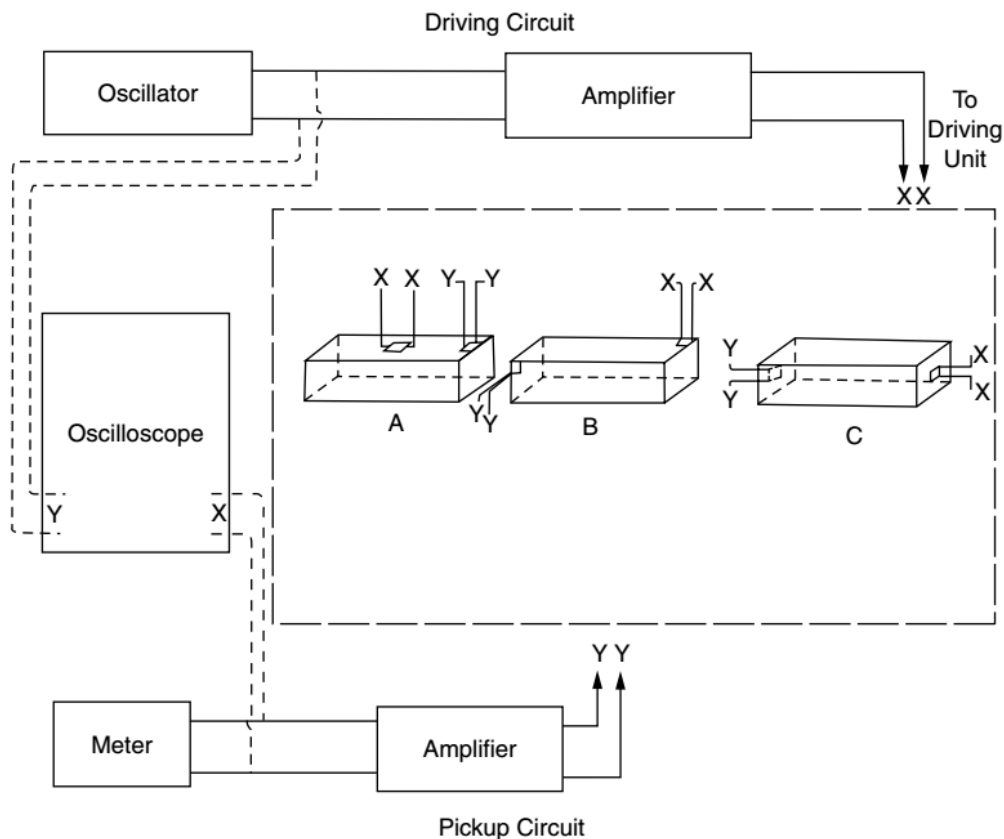 Driving Circuit
Oscillator
Amplifier
To
Driving
Unit
X X
X X Y Y
X X
Y
Y
X
X
Y
Y
A
B
C
Oscilloscope
Y
X
Y Y
Meter
Amplifier
Pickup Circuit